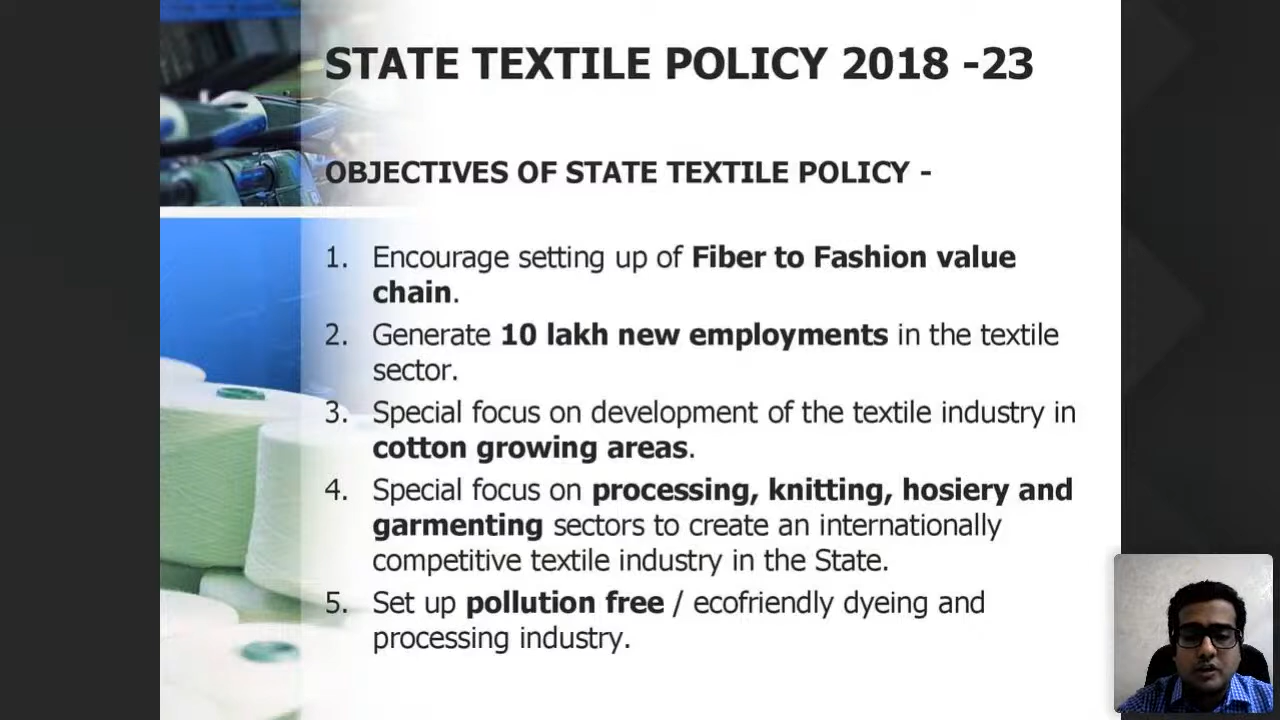 STATE TEXTILE POLICY 2018 -23
OBJECTIVES OF STATE TEXTILE POLICY -
1. Encourage setting up of Fiber to Fashion value
chain.
2. Generate 10 lakh new employments in the textile
sector.
3. Special focus on development of the textile industry in
cotton growing areas.
4. Special focus on processing, knitting, hosiery and
garmenting sectors to create an internationally
competitive textile industry in the State.
5. Set up pollution free / ecofriendly dyeing and
processing industry.